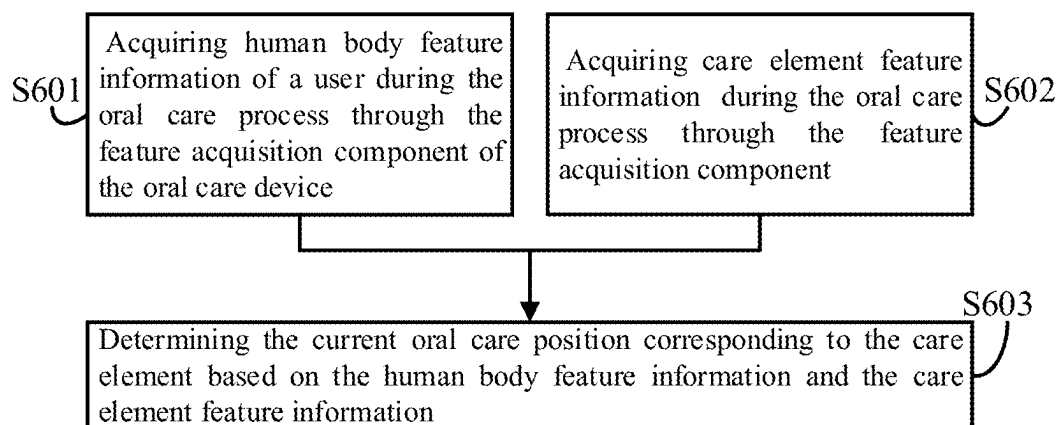 S601
Acquiring human body feature
information of a user during the
oral care process through the
feature acquisition component of
the oral care device
Acquiring care element feature
information during the oral care
process through the feature
acquisition component
S602
S603
Determining the current oral care position corresponding to the care
element based on the human body feature information and the care
element feature information